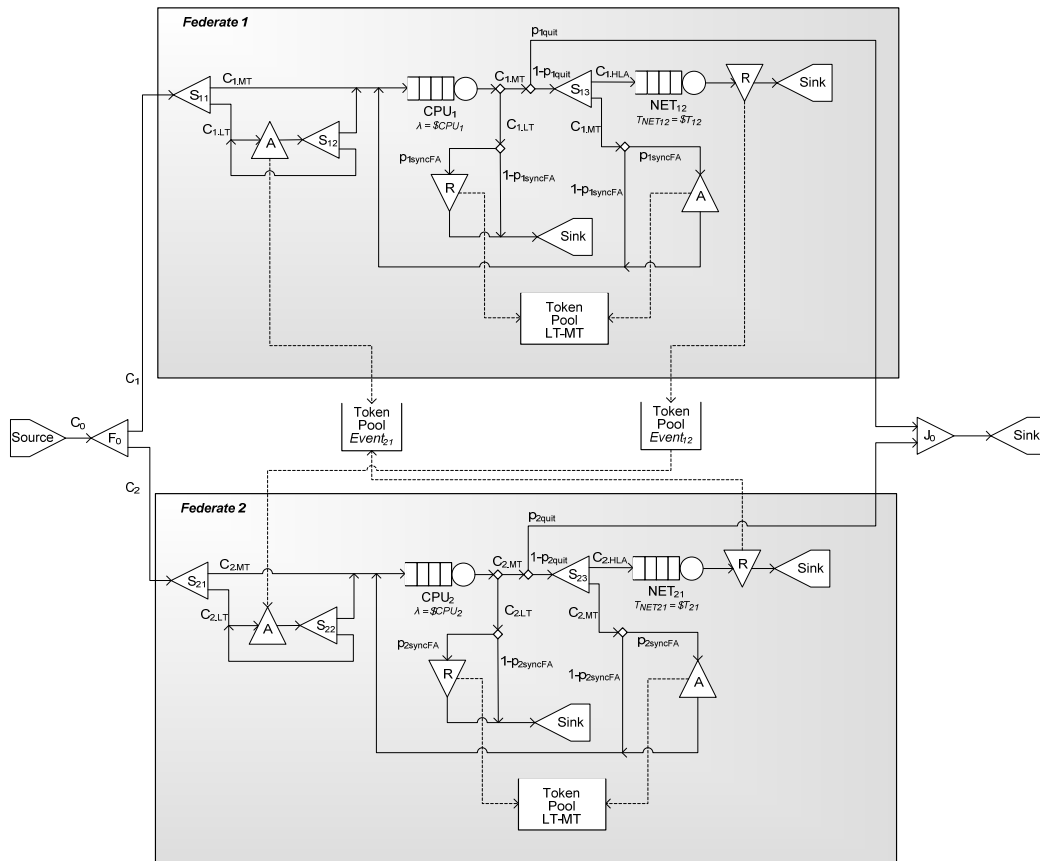 Federate 1
p1quit
C1.MT
S11
C1.LT
A
S12
CPU1
λ = $CPU1
C1.MT
1-p1quit
S13
C1.HLA
NET12
TNET12 = $T12
R
Sink
C1.LT
C1.MT
p1syncFA
1-p1syncFA
R
Sink
p1syncFA
1-p1syncFA
A
Token
Pool
LT-MT
C1
Source
C0
F0
C2
Token
Pool
Event21
Token
Pool
Event12
J0
Sink
Federate 2
p2quit
C2.MT
S21
C2.LT
A
S22
CPU2
λ = $CPU2
C2.MT
1-p2quit
S23
C2.HLA
NET21
TNET21 = $T21
R
Sink
C2.LT
C2.MT
p2syncFA
1-p2syncFA
R
Sink
p2syncFA
1-p2syncFA
A
Token
Pool
LT-MT